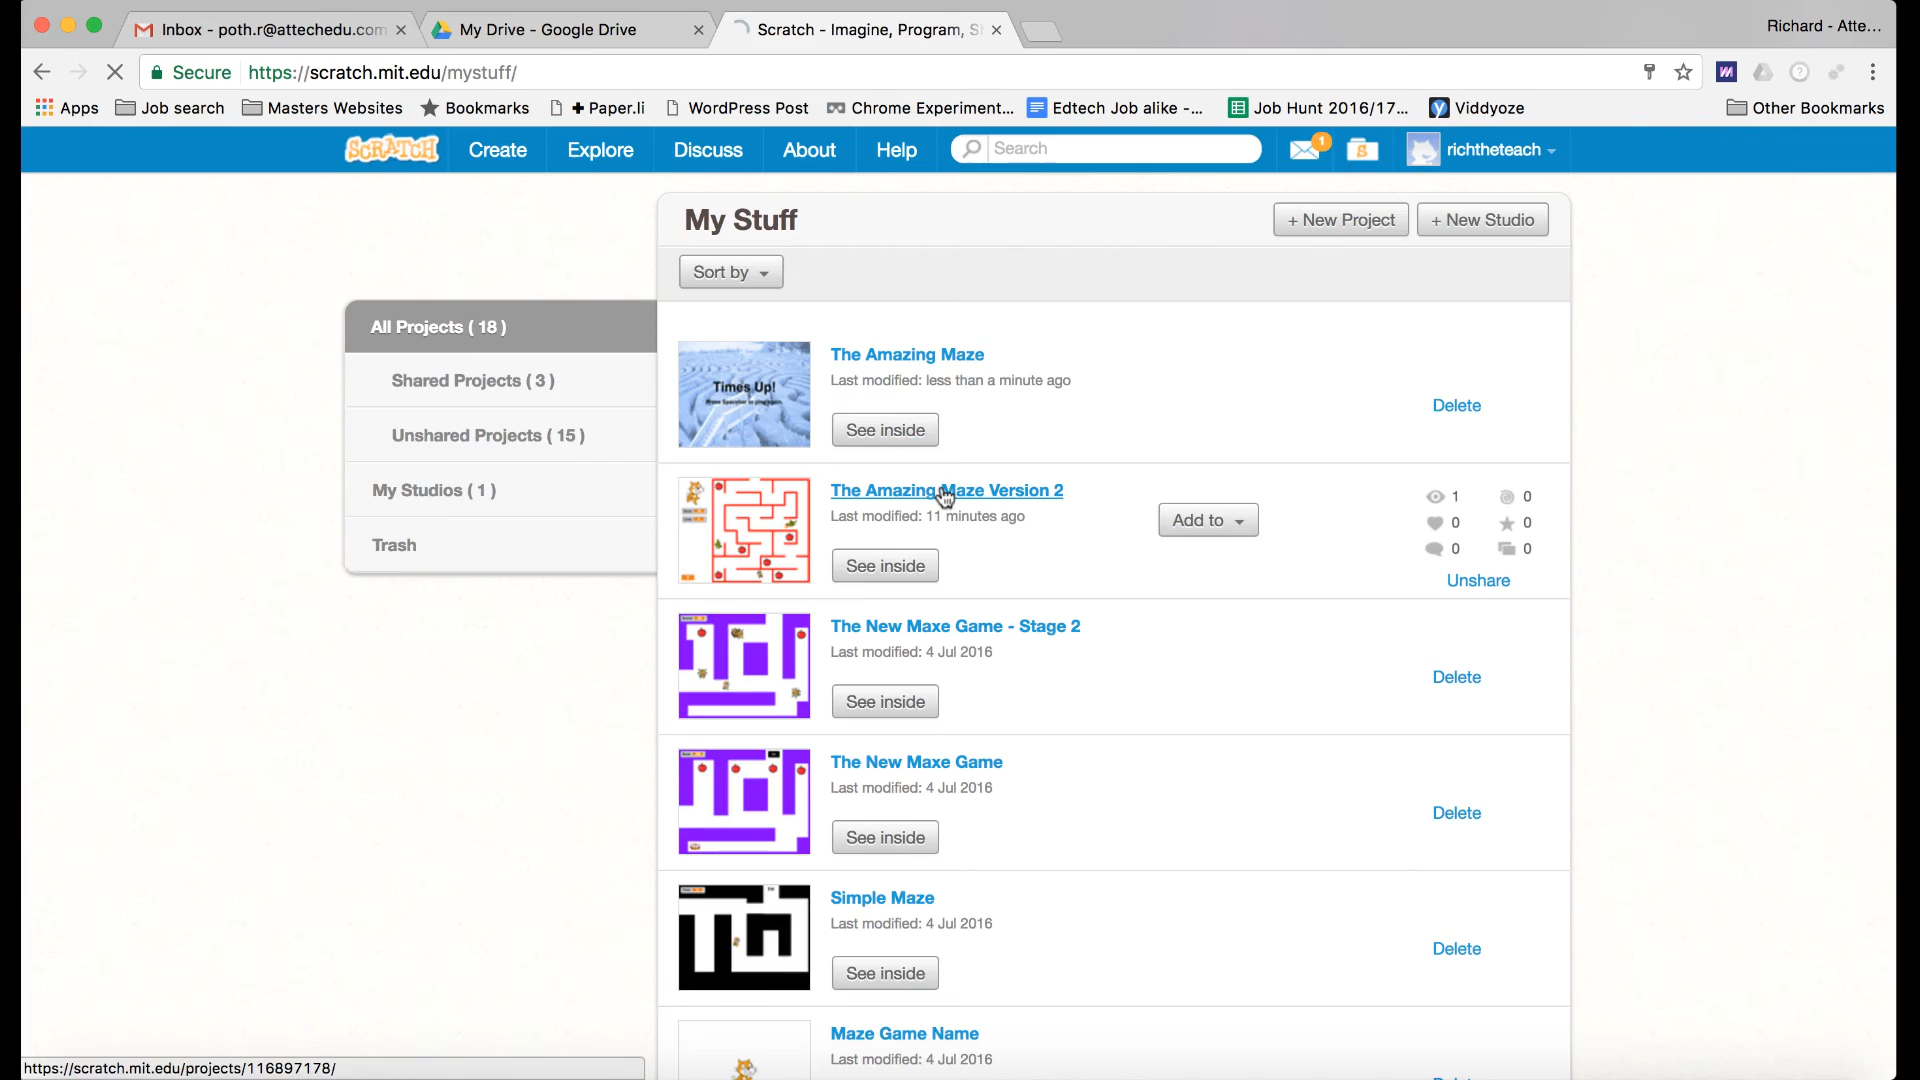 Inbox - poth.r@attechedu.com
My Drive - Google Drive
Scratch - Imagine, Program, S
Richard - Atte...
Secure
https://scratch.mit.edu/mystuff/
Apps
Job search
Masters Websites
Bookmarks
+ Paper.li
WordPress Post
Chrome Experiment...
Edtech Job alike -...
Job Hunt 2016/17...
Viddyoze
Other Bookmarks
SCRATCH
Create
Explore
Discuss
About
Help
Search
1
richtheteach
My Stuff
+ New Project
+ New Studio
Sort by
All Projects ( 18 )
Shared Projects ( 3 )
Unshared Projects ( 15 )
My Studios ( 1 )
Trash
Times Up!
Press Spacebar to play again
The Amazing Maze
Last modified: less than a minute ago
See inside
Delete
The Amazing Maze Version 2
Last modified: 11 minutes ago
See inside
Add to
1
0
0
0
0
0
Unshare
The New Maxe Game - Stage 2
Last modified: 4 Jul 2016
See inside
Delete
The New Maxe Game
Last modified: 4 Jul 2016
See inside
Delete
Simple Maze
Last modified: 4 Jul 2016
See inside
Delete
Maze Game Name
Last modified: 4 Jul 2016
https://scratch.mit.edu/projects/116897178/